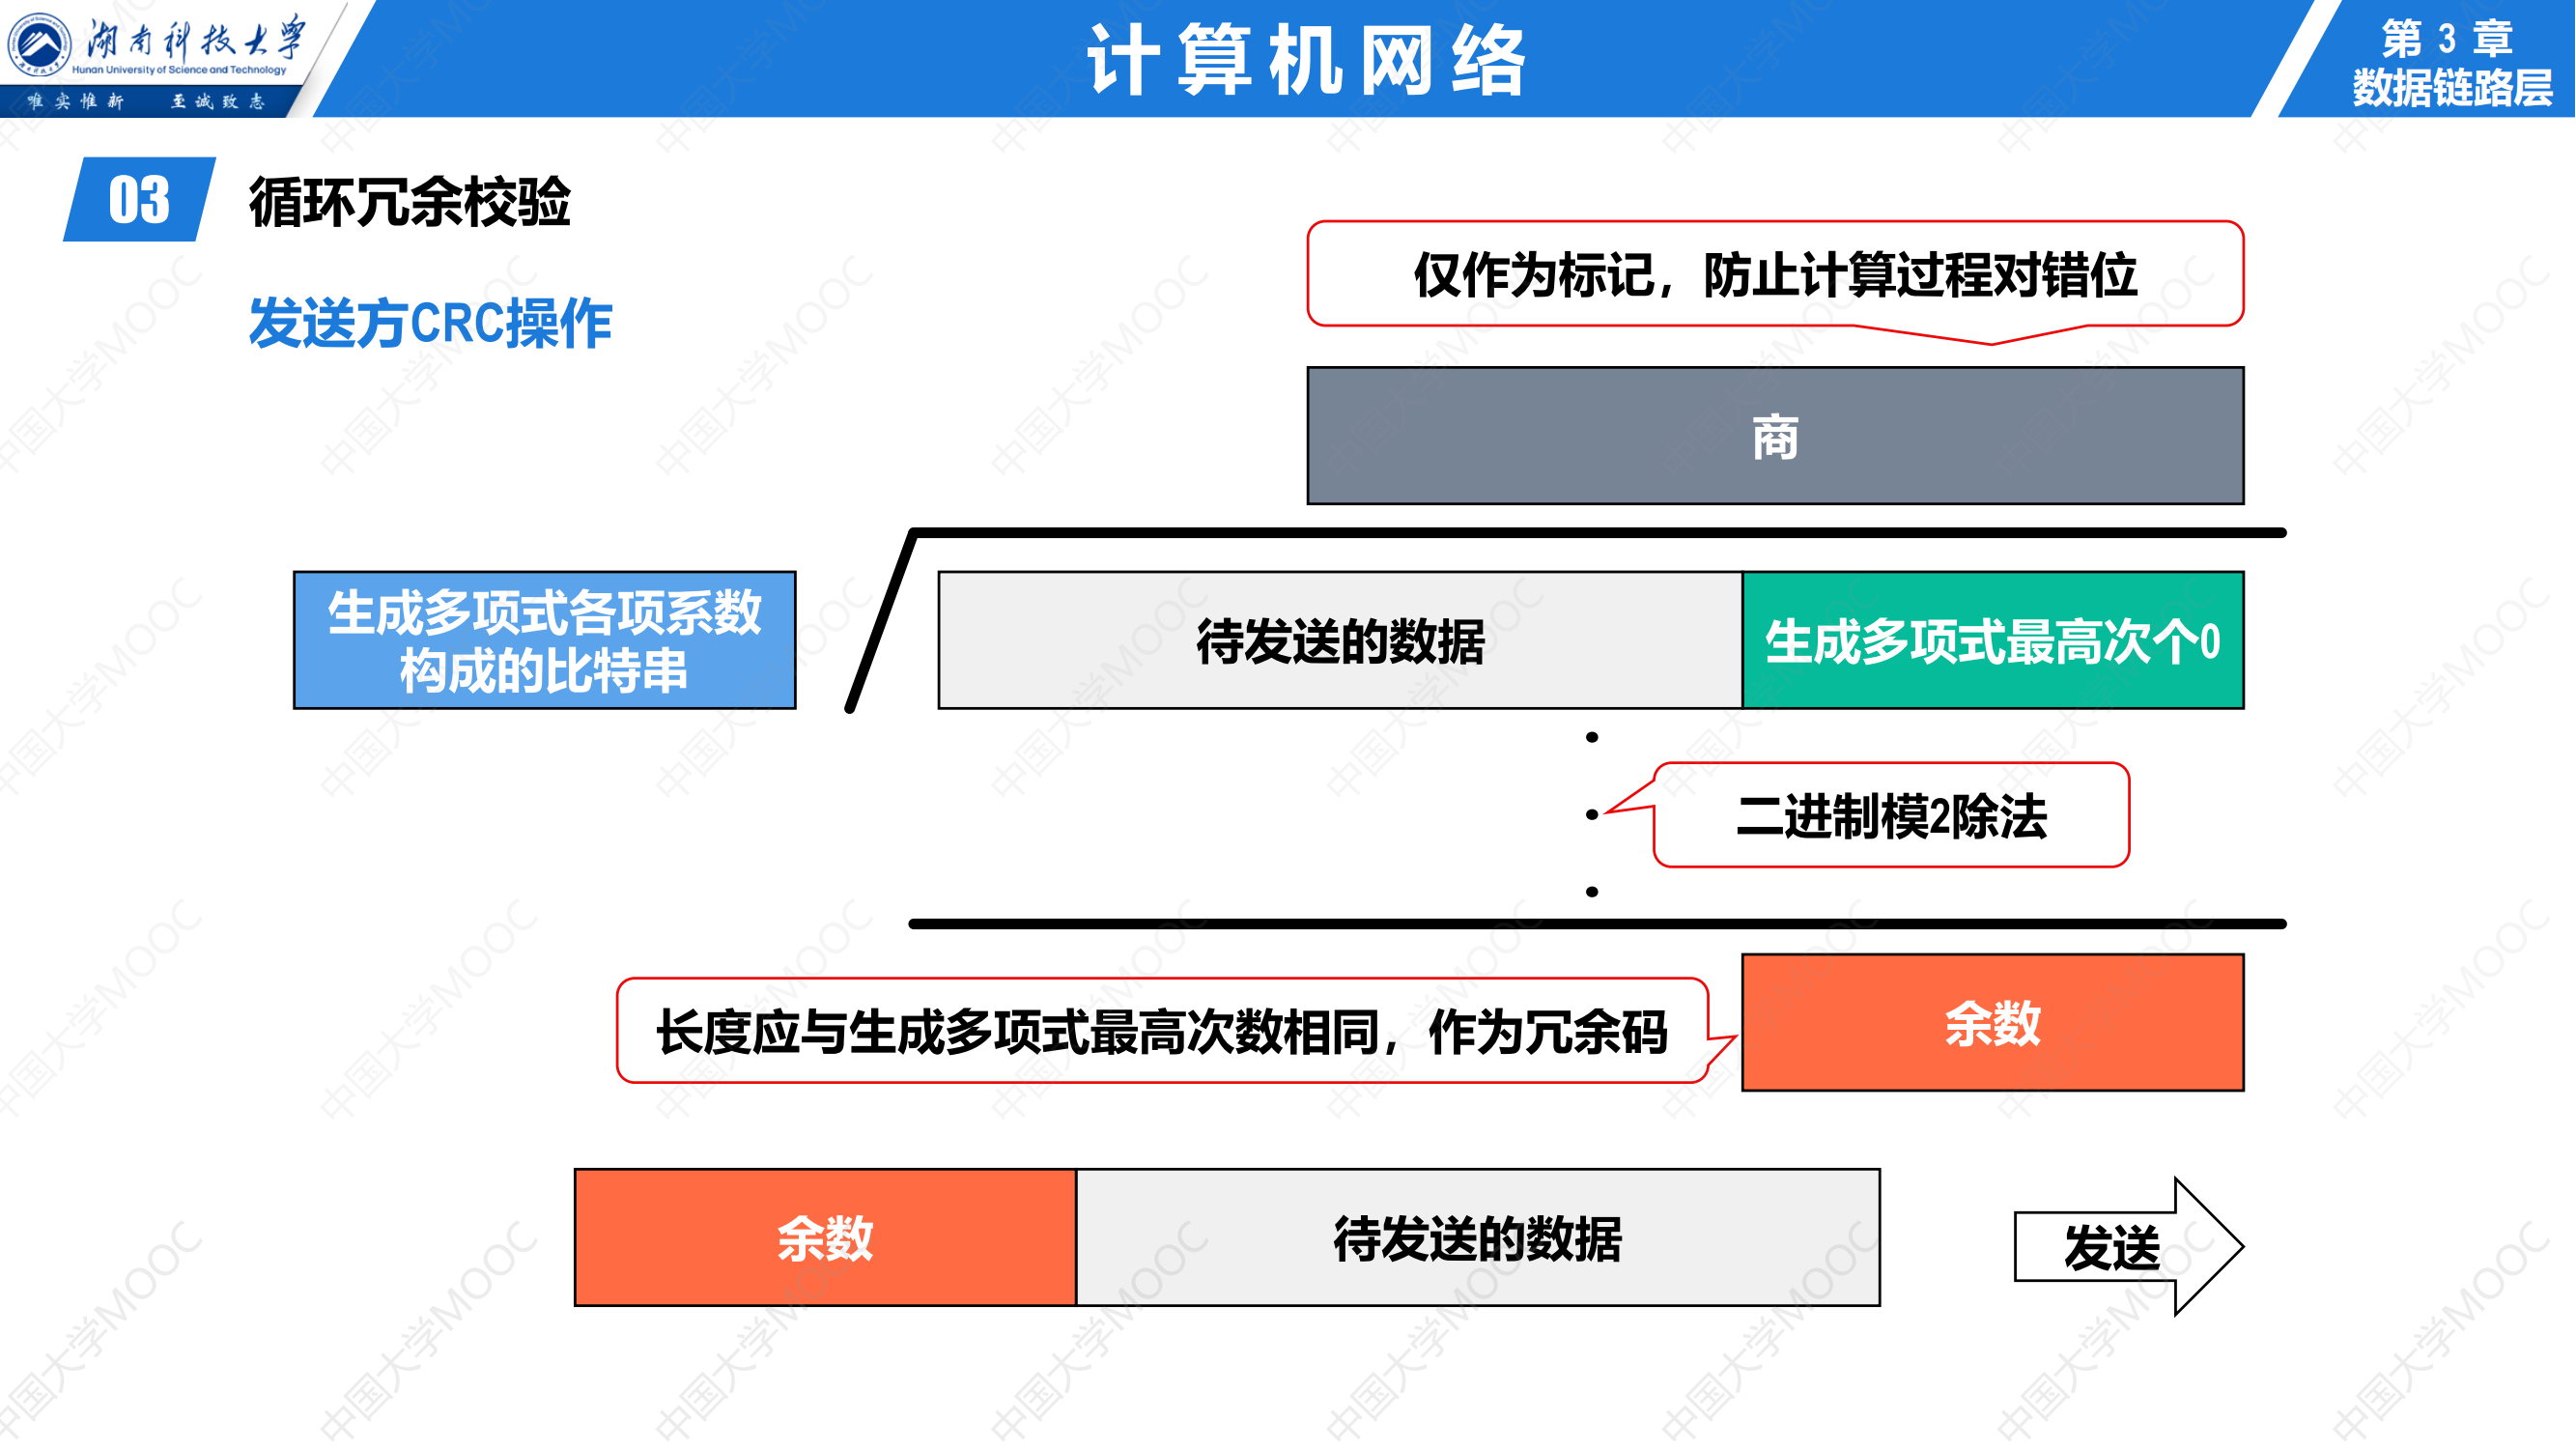 湖南科技大学
Hunan University of Science and Technology
唯实惟新 至诚致志
计算机网络
第 3 章
数据链路层
03
循环冗余校验
发送方CRC操作
仅作为标记，防止计算过程对错位
商
生成多项式各项系数
构成的比特串
待发送的数据
生成多项式最高次个0
二进制模2除法
长度应与生成多项式最高次数相同，作为冗余码
余数
余数
待发送的数据
发送
中国大学MOOC